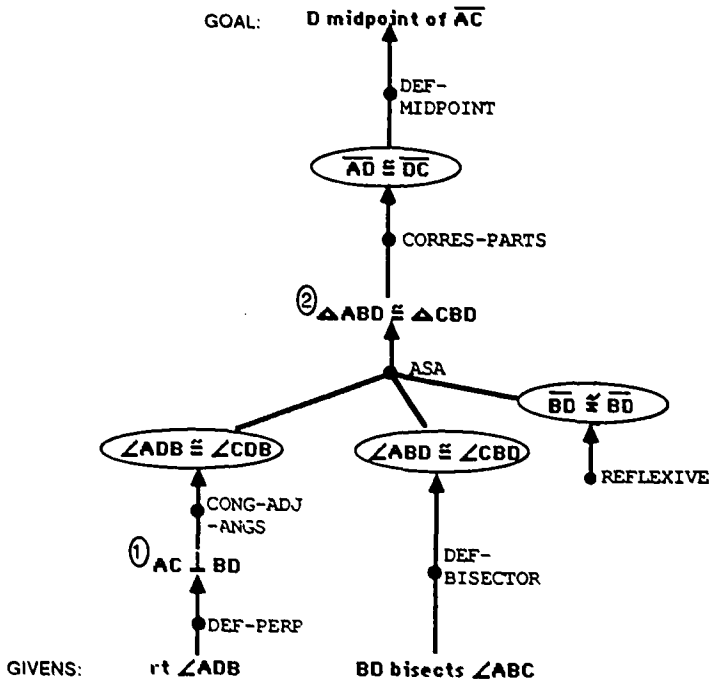 GOAL: D midpoint of AC
DEF-
MIDPOINT
AD ≅ DC
CORRES-PARTS
② △ABD ≅ △CBD
ASA
BD ≅ BD
∠ADB ≅ ∠CDB
∠ABD ≅ ∠CBD
REFLEXIVE
CONG-ADJ
-ANGS
① AC ⊥ BD
DEF-
BISECTOR
DEF-PERP
GIVENS: rt ∠ADB BD bisects ∠ABC